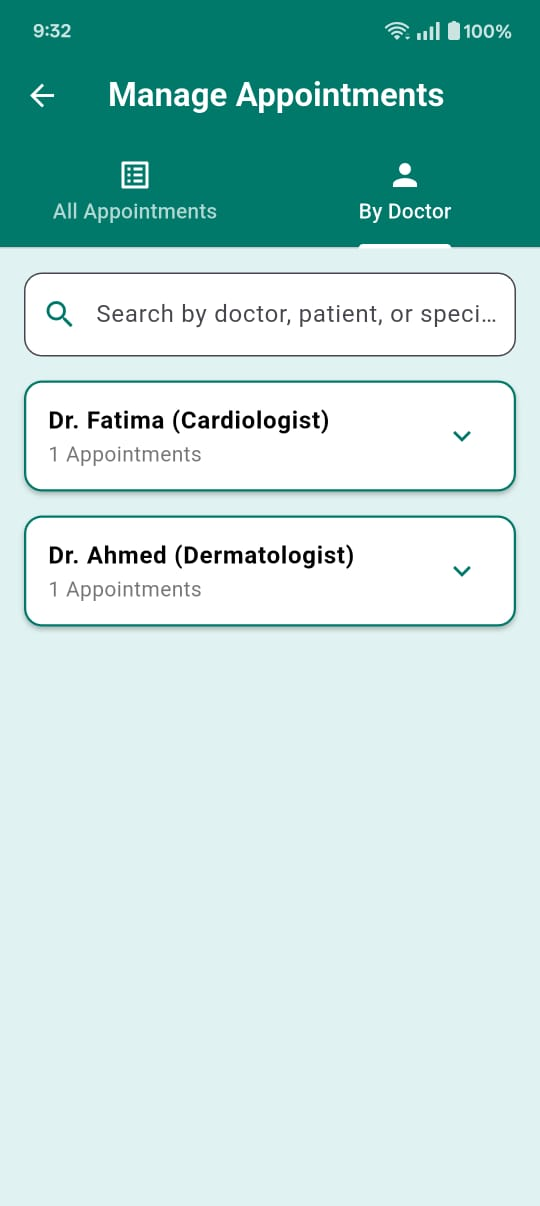 9:32
100%
Manage Appointments
All Appointments
By Doctor
Search by doctor, patient, or speci…
Dr. Fatima (Cardiologist)
1 Appointments
Dr. Ahmed (Dermatologist)
1 Appointments